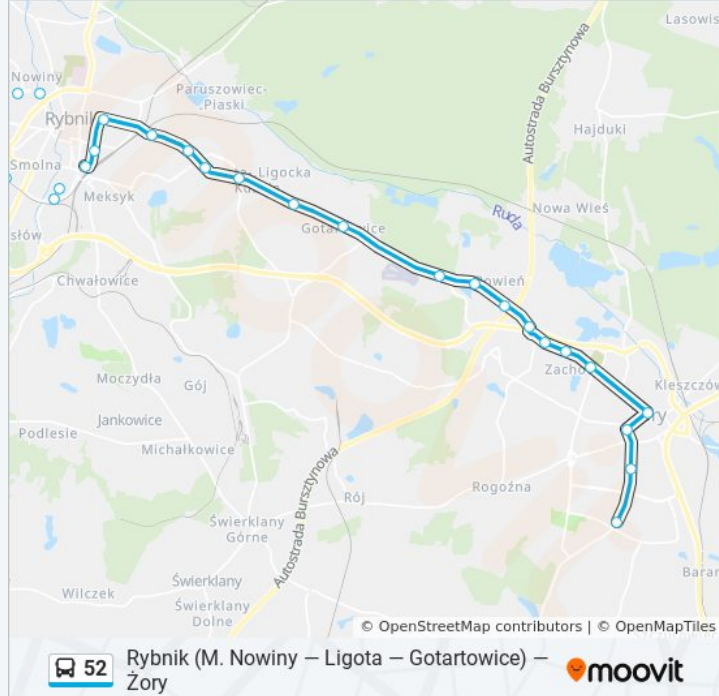 Lasowis
Autostrada Bursztynowa
Nowiny
Paruszowiec-
Piaski
Rybnik
Hajduki
Smolna
Ligocka
Meksyk
Nowa Wieś
Ruda
Gotartowice
słów
Rowień
Chwałowice
Zacho
Kleszczów
Moczydła
Gój
ry
Jankowice
Podlesie
Michałkowice
Autostrada Bursztynowa
Rój
Rogoźna
Świerklany
Górne
Świerklany
Baran
Wilczek
Świerklany
Dolne
© OpenStreetMap contributors | © OpenMapTiles
52
Rybnik (M. Nowiny — Ligota — Gotartowice) —
Żory
moovit